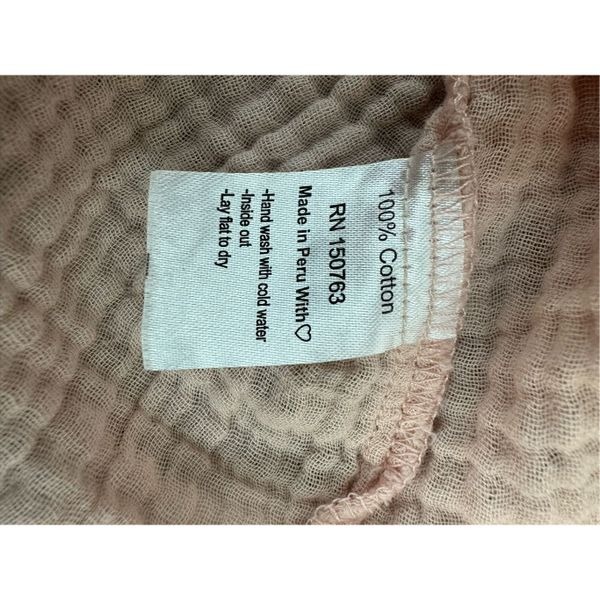 100% Cotton
RN 150763
Made in Peru With♡
-Hand wash with cold water
-Inside out
-Lay flat to dry